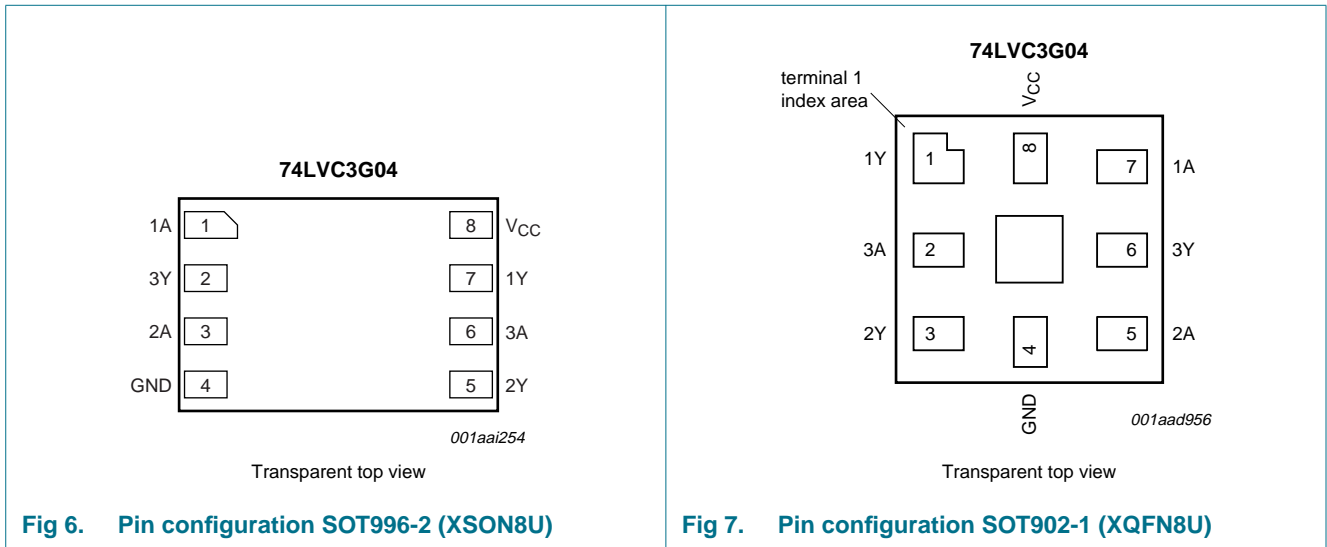 74LVC3G04
1A 1 8 VCC
3Y 2 7 1Y
2A 3 6 3A
GND 4 5 2Y
001aai254
Transparent top view
Fig 6. Pin configuration SOT996-2 (XSON8U)
74LVC3G04
terminal 1
index area
VCC
1Y 1 8 7 1A
3A 2 6 3Y
2Y 3 4 5 2A
GND
001aad956
Transparent top view
Fig 7. Pin configuration SOT902-1 (XQFN8U)